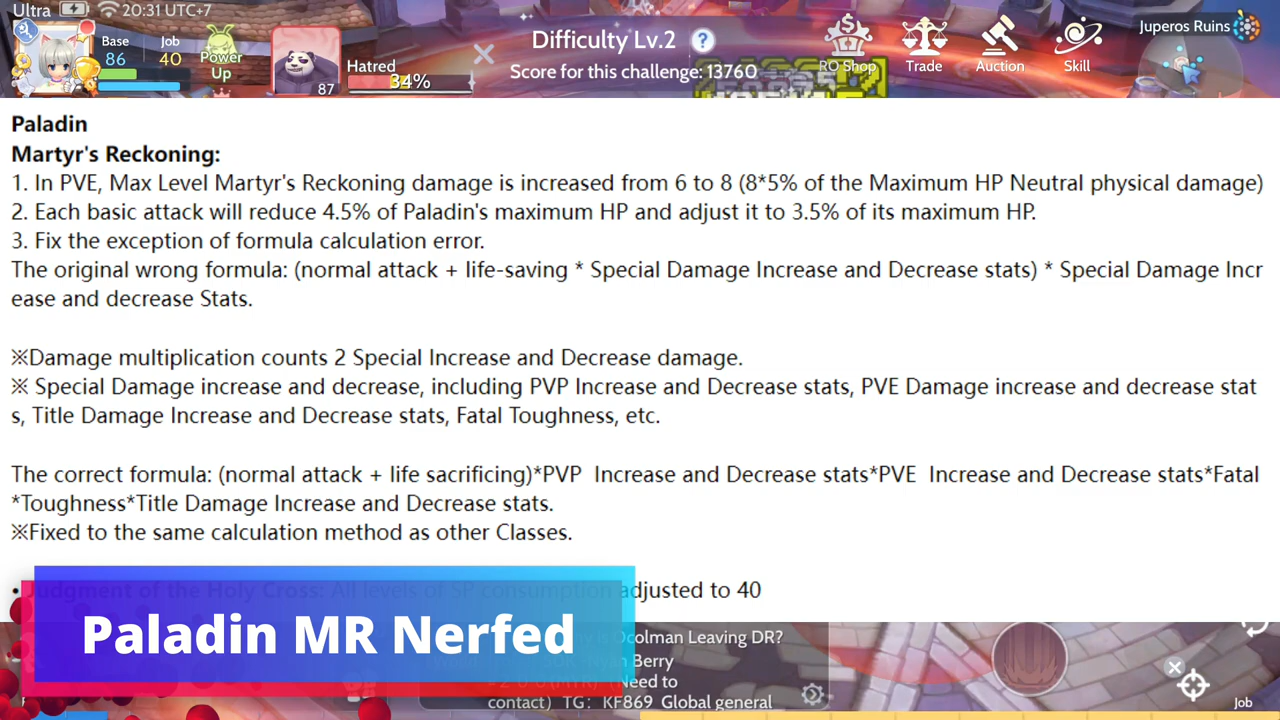 Ultra 20:31 UTC+7
Base Job
86 40
Power
Up
87
Hatred
34%
Difficulty Lv.2 ?
Score for this challenge: 13760
RO Shop Trade Auction Skill
Juperos Ruins
Paladin
Martyr's Reckoning:
1. In PVE, Max Level Martyr's Reckoning damage is increased from 6 to 8 (8*5% of the Maximum HP Neutral physical damage)
2. Each basic attack will reduce 4.5% of Paladin's maximum HP and adjust it to 3.5% of its maximum HP.
3. Fix the exception of formula calculation error.
The original wrong formula: (normal attack + life-saving * Special Damage Increase and Decrease stats) * Special Damage Incr
ease and decrease Stats.
※Damage multiplication counts 2 Special Increase and Decrease damage.
※ Special Damage increase and decrease, including PVP Increase and Decrease stats, PVE Damage increase and decrease stat
s, Title Damage Increase and Decrease stats, Fatal Toughness, etc.
The correct formula: (normal attack + life sacrificing)*PVP Increase and Decrease stats*PVE Increase and Decrease stats*Fatal
*Toughness*Title Damage Increase and Decrease stats.
※Fixed to the same calculation method as other Classes.
• Judgment of the Holy Cross: All levels of SP consumption adjusted to 40
Paladin MR Nerfed
Ocolman Leaving DR?
Berry
(Need to
contact) TG: KF869 Global general
Job